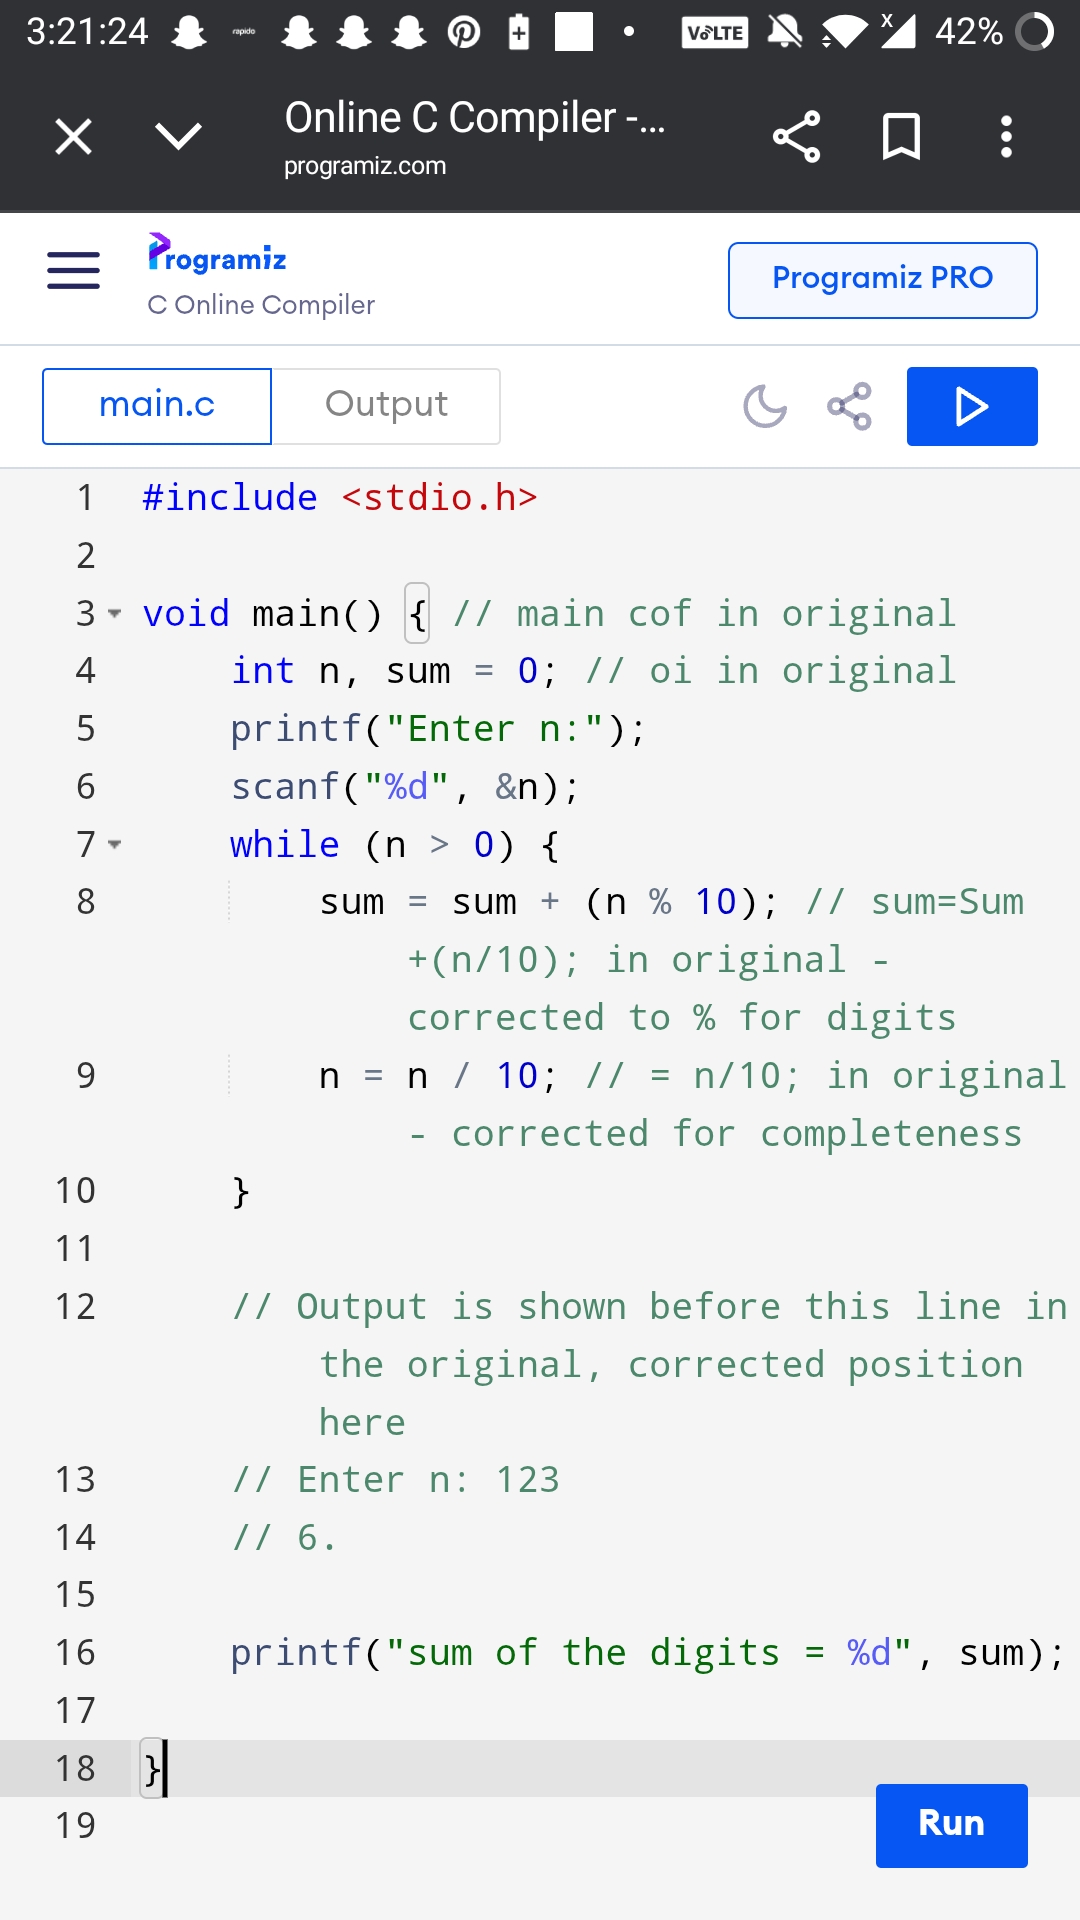 3:21:24 rapido VoLTE x 42%
Online C Compiler -...
programiz.com
Programiz
C Online Compiler
Programiz PRO
main.c Output
1 #include <stdio.h>
2
3 void main() { // main cof in original
4 int n, sum = 0; // oi in original
5 printf("Enter n:");
6 scanf("%d", &n);
7 while (n > 0) {
8 sum = sum + (n % 10); // sum=Sum
+(n/10); in original -
corrected to % for digits
9 n = n / 10; // = n/10; in original
- corrected for completeness
10 }
11
12 // Output is shown before this line in
the original, corrected position
here
13 // Enter n: 123
14 // 6.
15
16 printf("sum of the digits = %d", sum);
17
18 }
19
Run